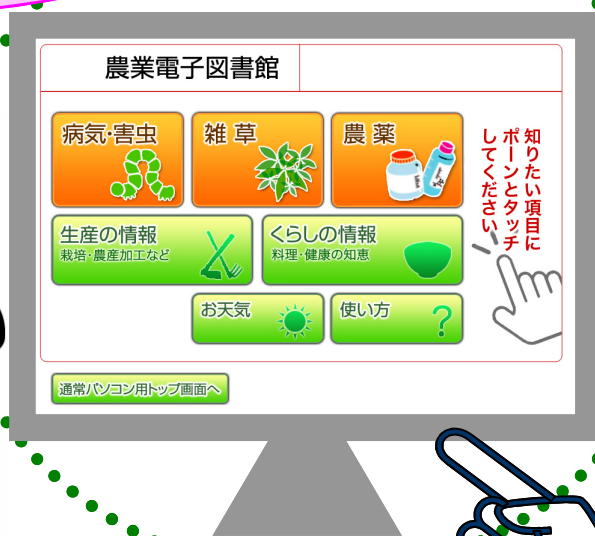 農業電子図書館
病気・害虫
雑草
農薬
知りたい項目に
ポーンとタッチ
してください
生産の情報
栽培・農産加工など
くらしの情報
料理・健康の知恵
お天気
使い方
?
通常パソコン用トップ画面へ